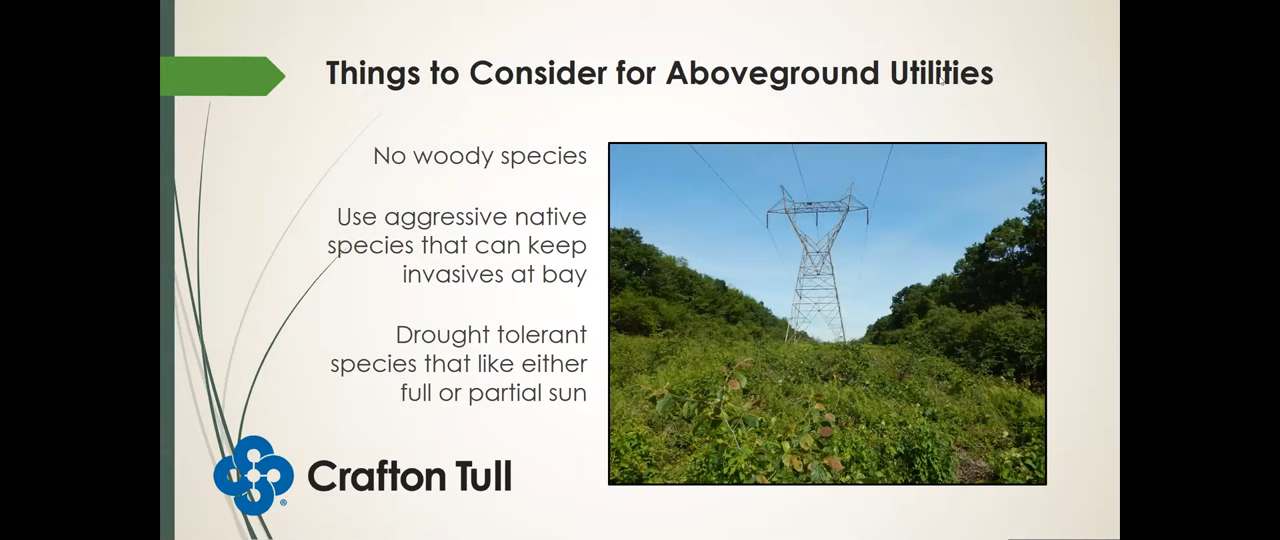 Things to Consider for Aboveground Utilities
No woody species
Use aggressive native
species that can keep
invasives at bay
Drought tolerant
species that like either
full or partial sun
Crafton Tull
®